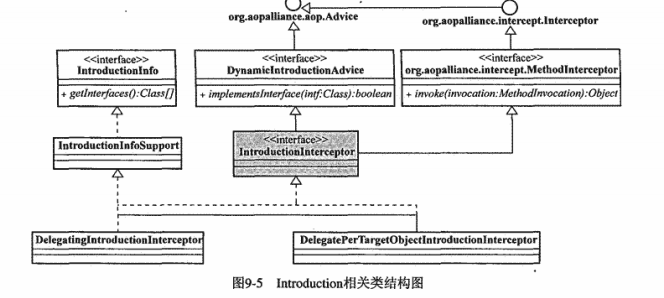 org.aopalliance.aop.Advice
org.aopalliance.intercept.Interceptor
<<interface>>
IntroductionInfo
+ getInterfaces():Class[]
<<interface>>
DynamicIntroductionAdvice
+ implementsInterface(intf:Class):boolean
<<interface>>
org.aopalliance.intercept.MethodInterceptor
+ invoke(invocation:MethodInvocation):Object
IntroductionInfoSupport
<<interface>>
IntroductionInterceptor
DelegatingIntroductionInterceptor
DelegatePerTargetObjectIntroductionInterceptor
图9-5 Introduction相关类结构图